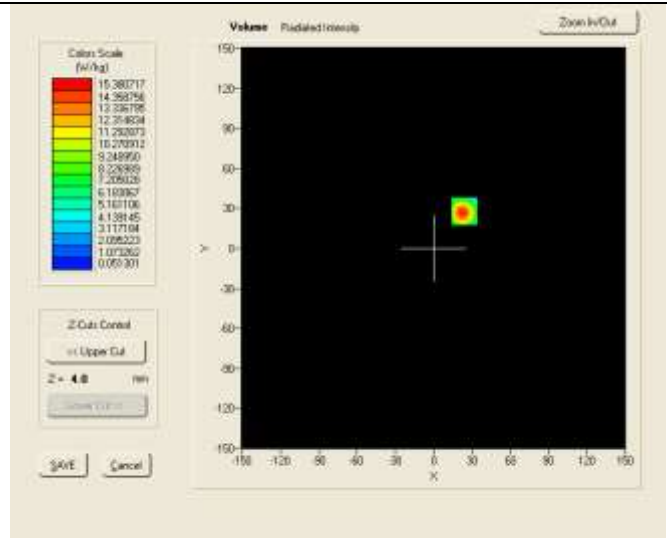 Volume Radiated Intensity
Zoom In/Out
Colors Scale
(W/kg)
15.380717
14.358756
13.336795
12.314834
11.292873
10.270912
9.248950
8.226989
7.205028
6.183067
5.161106
4.139145
3.117184
2.095223
1.073262
0.051301
150
120
90
60
30
0
-30
-60
-90
-120
-150
Y
-150 -120 -90 -60 -30 0 30 60 90 120 150
X
Z-Cuts Control
<< Upper Cut
Z = 4.0 mm
SAVE Cancel